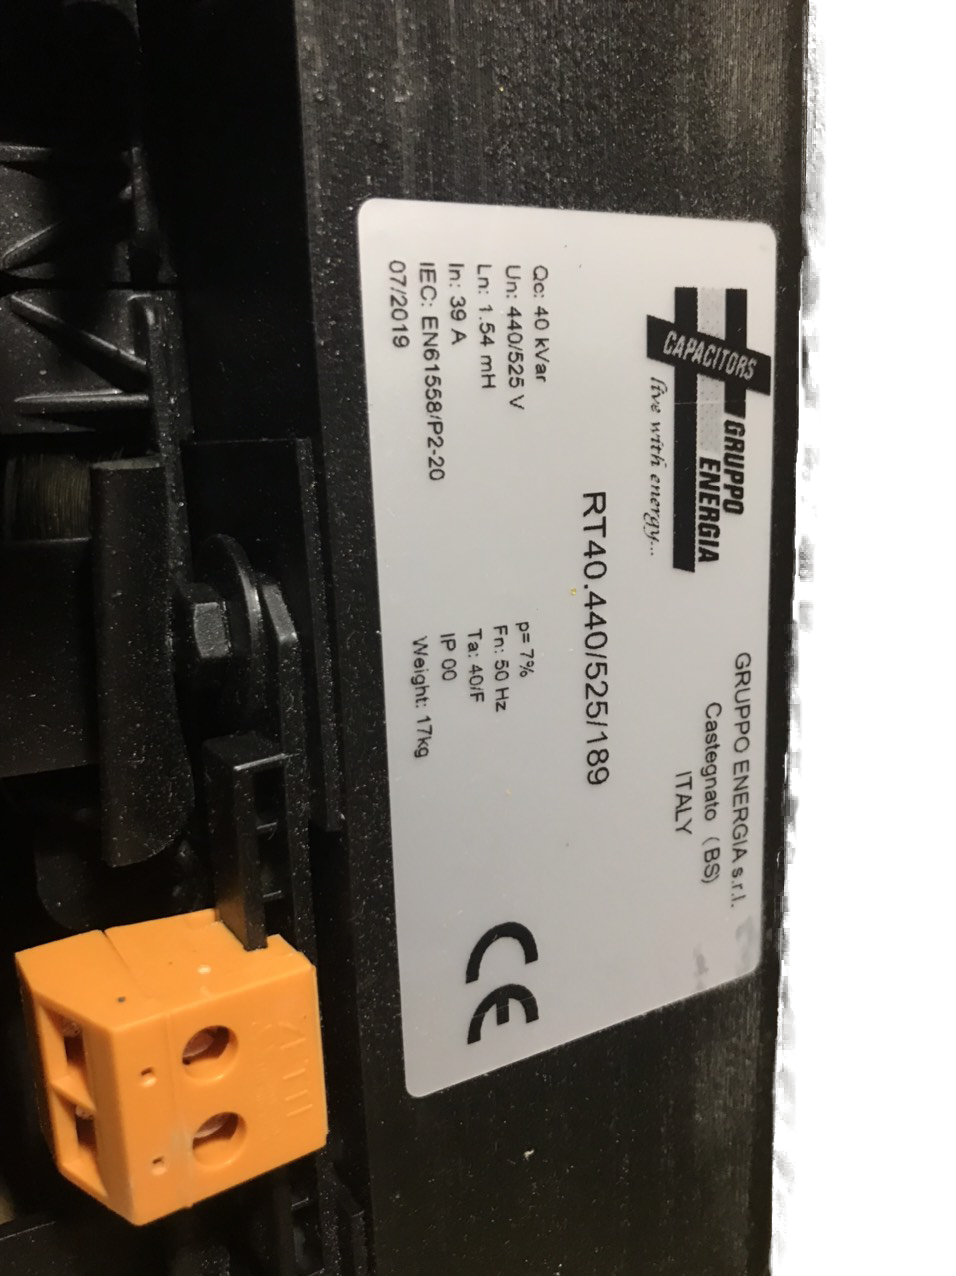 CAPACITORS
GRUPPO
ENERGIA
live with energy...
GRUPPO ENERGIA s.r.l.
Castegnato (BS)
ITALY
RT40.440/525/189
Qc: 40 kVar
Un: 440/525 V
Ln: 1.54 mH
In: 39 A
IEC: EN61558/P2-20
07/2019
p= 7%
Fn: 50 Hz
Ta: 40/F
IP 00
Weight: 17kg
CE